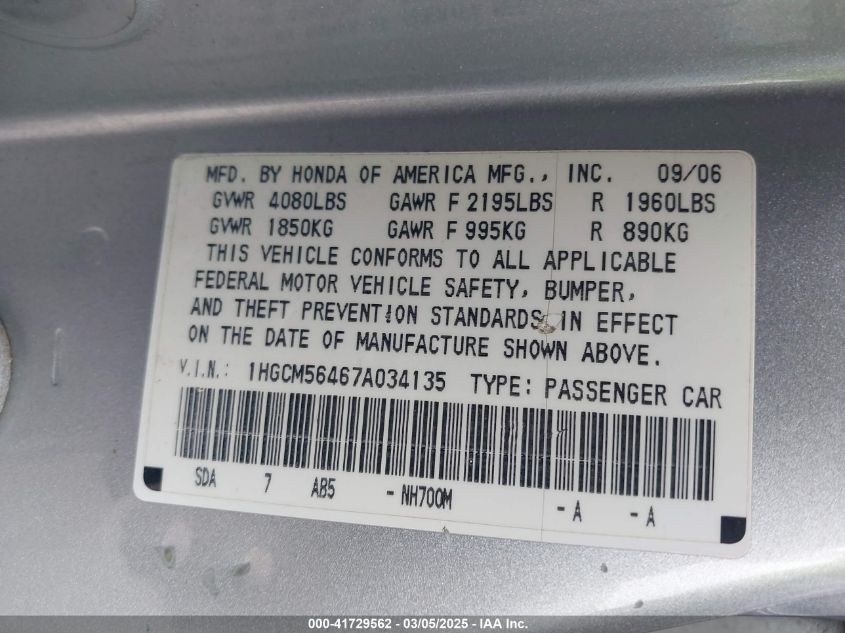 MFD. BY HONDA OF AMERICA MFG., INC. 09/06
GVWR 4080LBS GAWR F 2195LBS R 1960LBS
GVWR 1850KG GAWR F 995KG R 890KG
THIS VEHICLE CONFORMS TO ALL APPLICABLE
FEDERAL MOTOR VEHICLE SAFETY, BUMPER,
AND THEFT PREVENTION STANDARDS IN EFFECT
ON THE DATE OF MANUFACTURE SHOWN ABOVE.
V.I.N.: 1HGCM56467A034135 TYPE: PASSENGER CAR
SDA 7 AB5 - NH700M - A - A
000-41729562 - 03/05/2025 - IAA Inc.